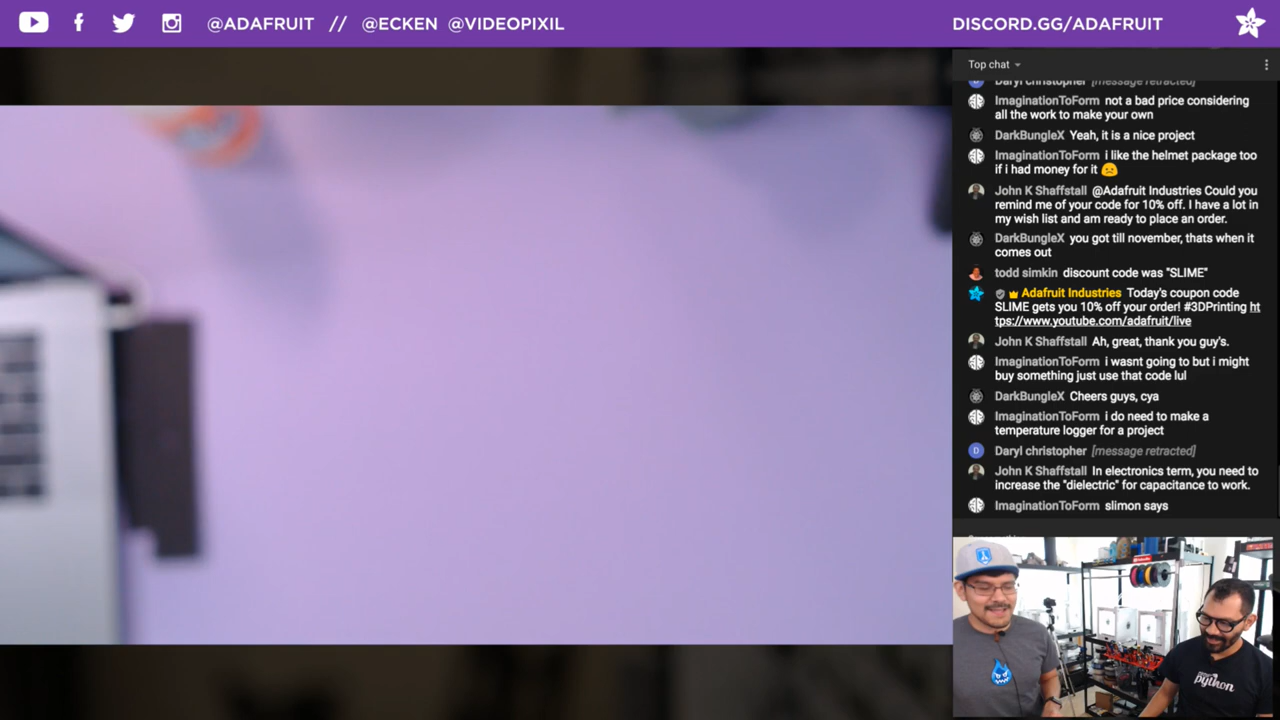 @ADAFRUIT // @ECKEN @VIDEOPIXIL
DISCORD.GG/ADAFRUIT
Top chat
Daryl christopher [message retracted]
ImaginationToForm not a bad price considering
all the work to make your own
DarkBungleX Yeah, it is a nice project
ImaginationToForm i like the helmet package too
if i had money for it
John K Shaffstall @Adafruit Industries Could you
remind me of your code for 10% off. I have a lot in
my wish list and am ready to place an order.
DarkBungleX you got till november, thats when it
comes out
todd simkin discount code was "SLIME"
Adafruit Industries Today's coupon code
SLIME gets you 10% off your order! #3DPrinting ht
tps://www.youtube.com/adafruit/live
John K Shaffstall Ah, great, thank you guy's.
ImaginationToForm i wasnt going to but i might
buy something just use that code lul
DarkBungleX Cheers guys, cya
ImaginationToForm i do need to make a
temperature logger for a project
D Daryl christopher [message retracted]
John K Shaffstall In electronics term, you need to
increase the "dielectric" for capacitance to work.
ImaginationToForm slimon says
python